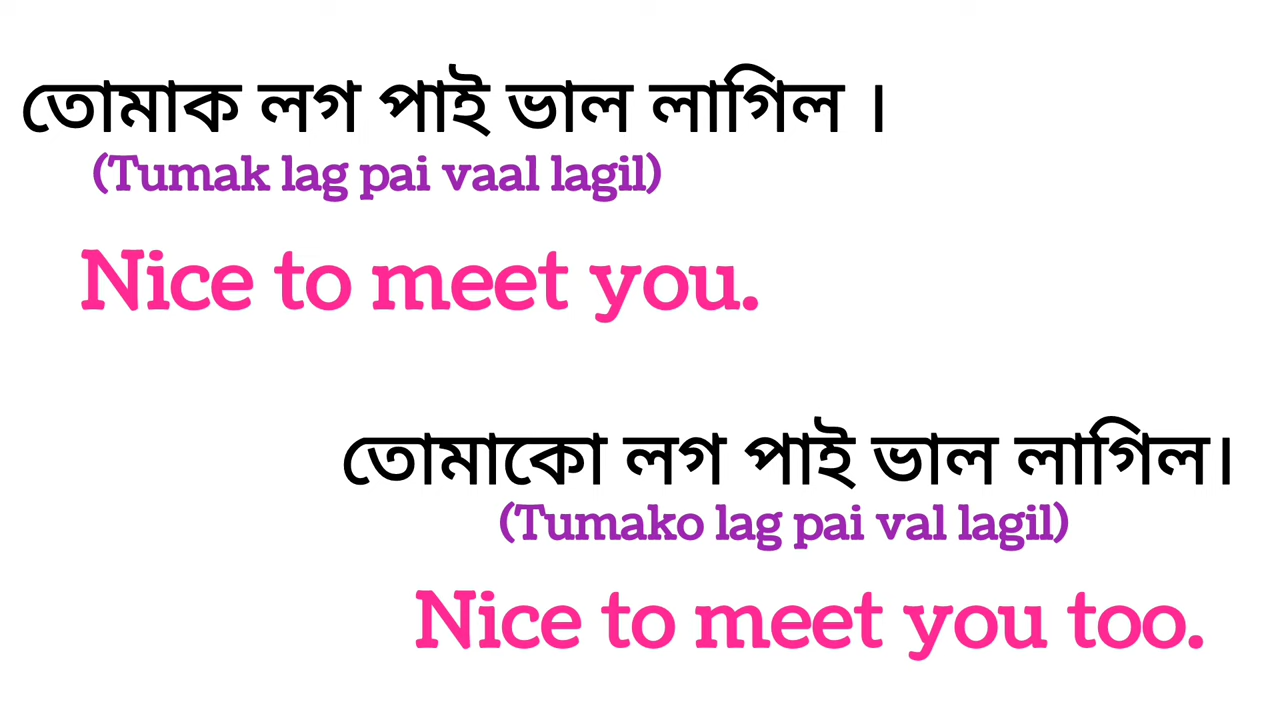 তোমাক লগ পাই ভাল লাগিল ।
(Tumak lag pai vaal lagil)
Nice to meet you.
তোমাকো লগ পাই ভাল লাগিল।
(Tumako lag pai val lagil)
Nice to meet you too.